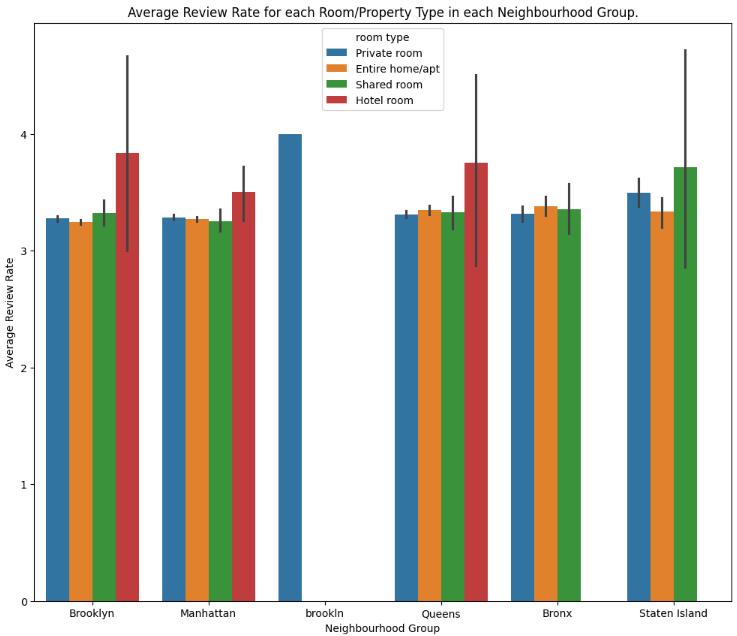 Average Review Rate for each Room/Property Type in each Neighbourhood Group.
room type
Private room
Entire home/apt
Shared room
Hotel room
Average Review Rate
4
3
2
1
0
Brooklyn
Manhattan
brookln
Queens
Bronx
Staten Island
Neighbourhood Group